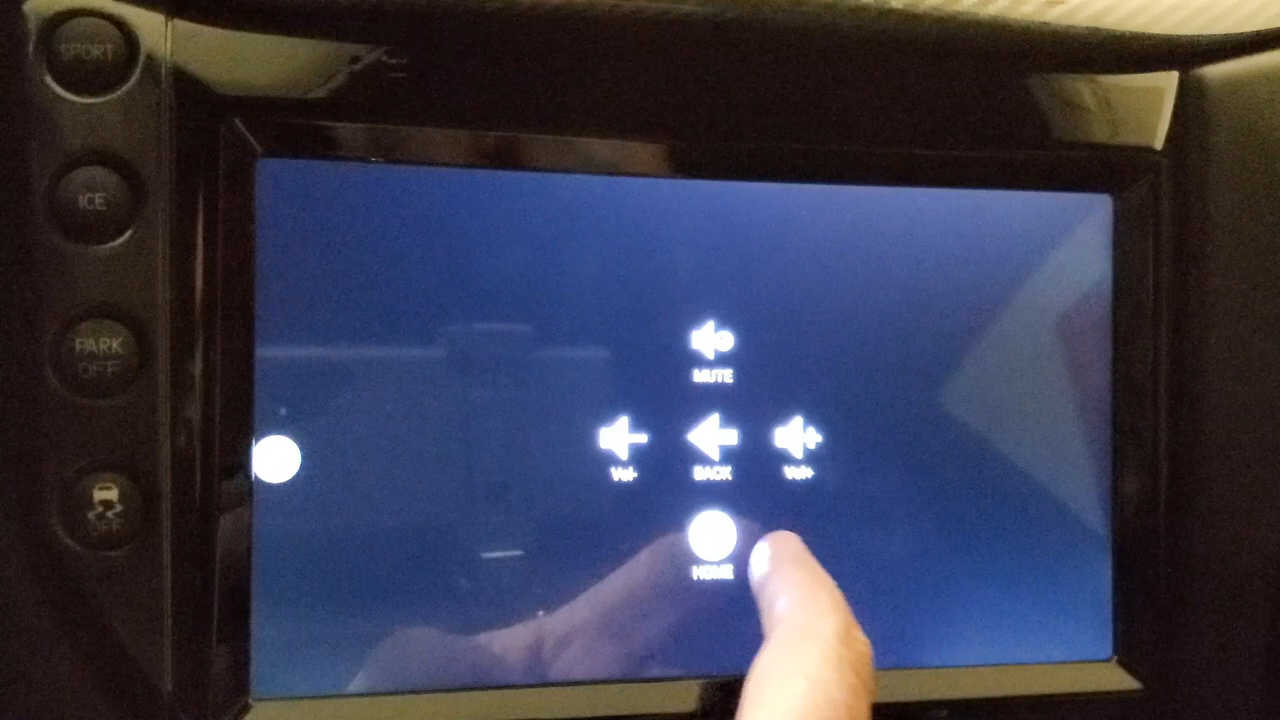 SPORT
ICE
PARK
OFF
OFF
MUTE
Vol-
BACK
Vol+
HOME